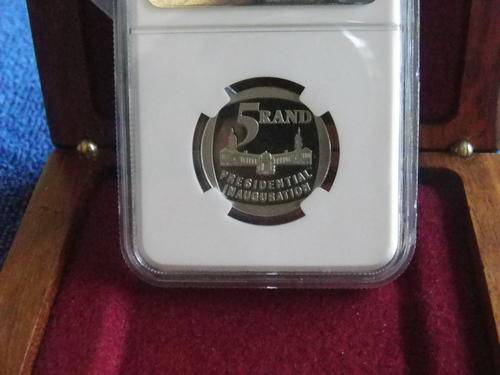 5 RAND
PRESIDENTIAL
INAUGURATION